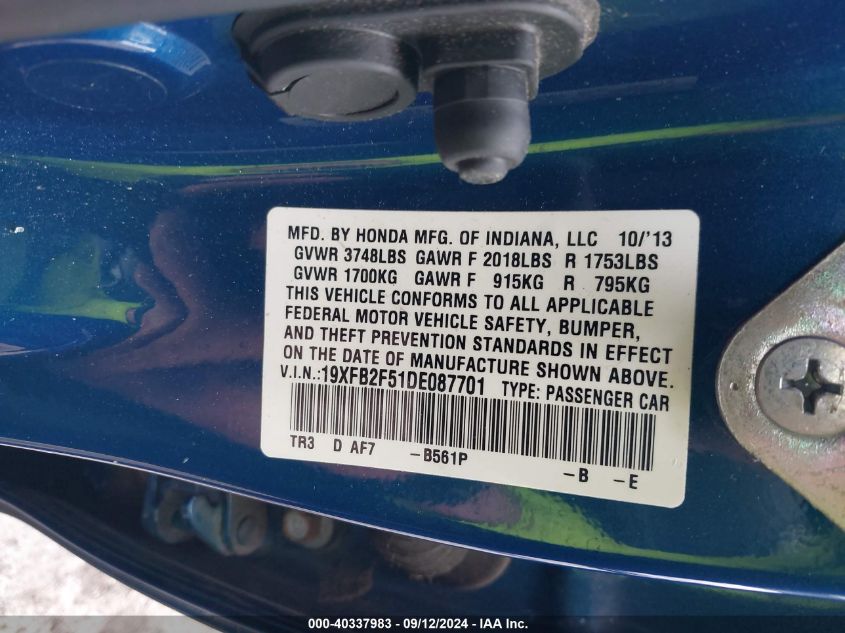 MFD. BY HONDA MFG. OF INDIANA, LLC 10/'13
GVWR 3748LBS GAWR F 2018LBS R 1753LBS
GVWR 1700KG GAWR F 915KG R 795KG
THIS VEHICLE CONFORMS TO ALL APPLICABLE
FEDERAL MOTOR VEHICLE SAFETY, BUMPER,
AND THEFT PREVENTION STANDARDS IN EFFECT
ON THE DATE OF MANUFACTURE SHOWN ABOVE.
V.I.N.:19XFB2F51DE087701 TYPE: PASSENGER CAR
TR3 D AF7 -B561P -B -E
000-40337983 - 09/12/2024 - IAA Inc.